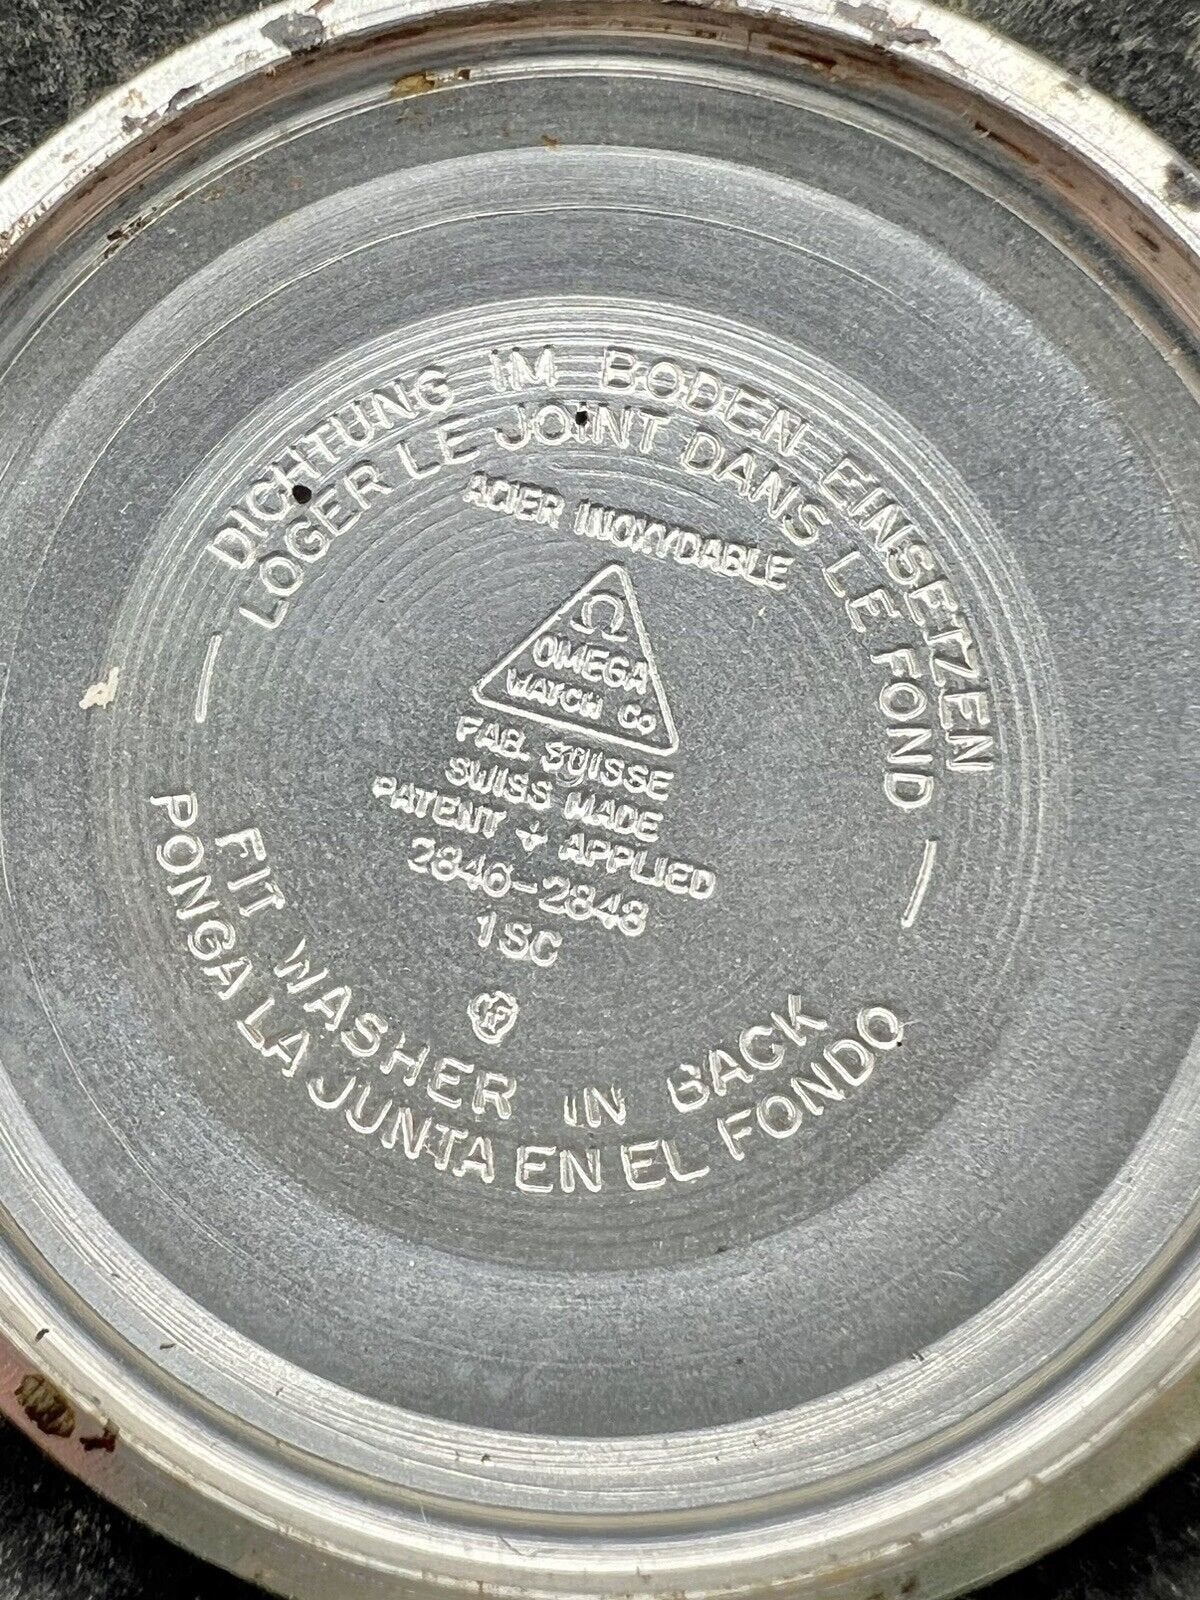 DICHTUNG IM BODEN EINSETZEN
LOGER LE JOINT DANS LE FOND
ACIER INOXYDABLE
Ω
OMEGA
WATCH Co
FAB. SUISSE
SWISS MADE
PATENT + APPLIED
2846-2848
1SC
FIT WASHER IN BACK
PONGA LA JUNTA EN EL FONDO